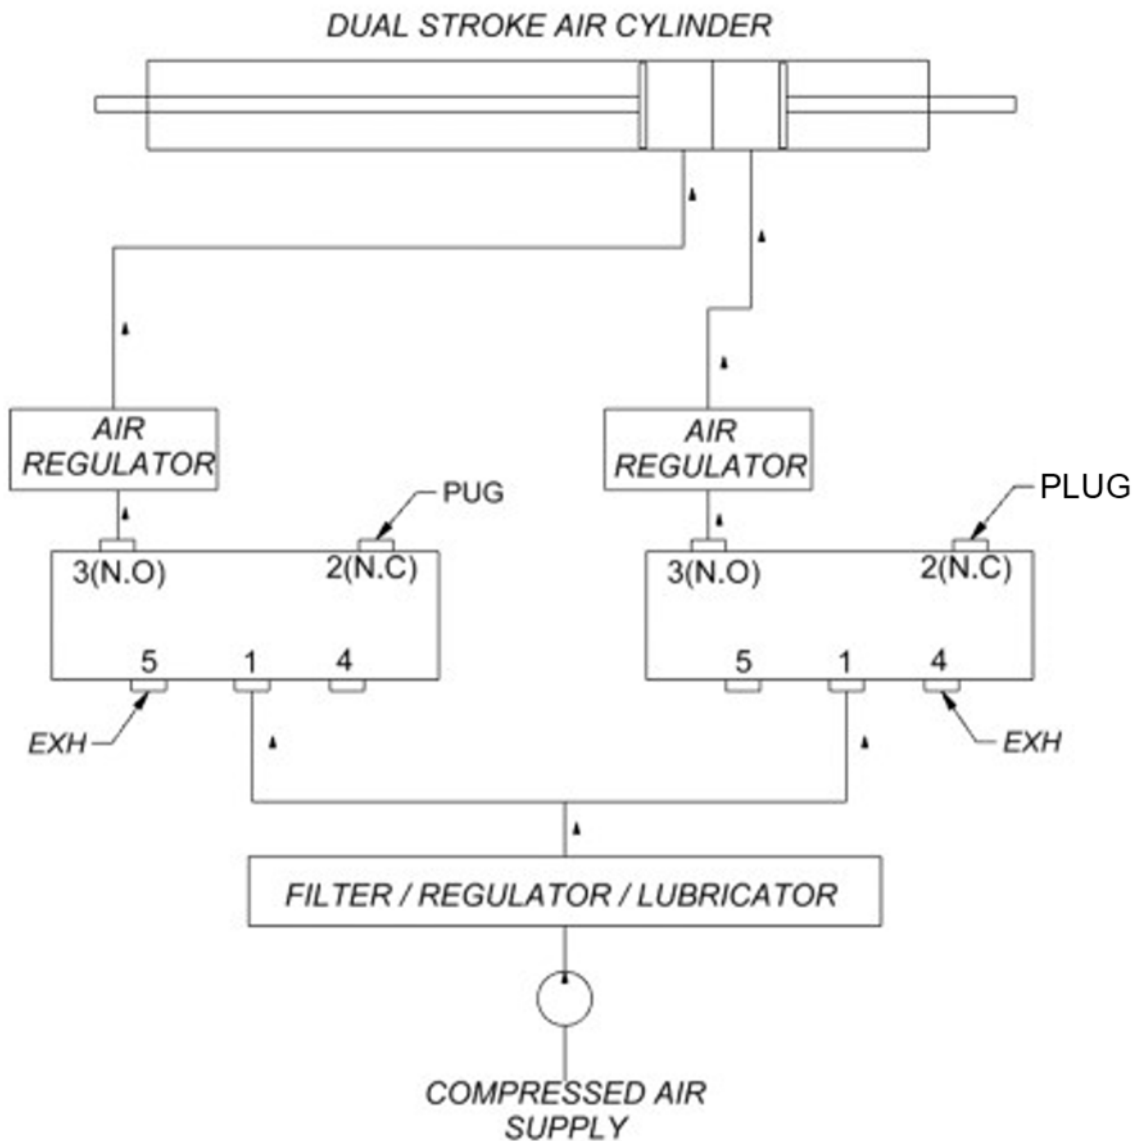 DUAL STROKE AIR CYLINDER
AIR
REGULATOR
AIR
REGULATOR
PUG
PLUG
3(N.O)
2(N.C)
3(N.O)
2(N.C)
5
1
4
5
1
4
EXH
EXH
FILTER / REGULATOR / LUBRICATOR
COMPRESSED AIR
SUPPLY